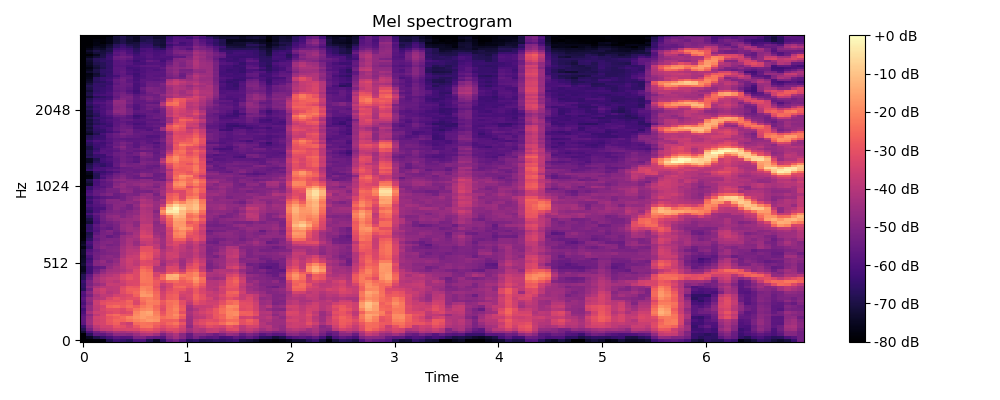 Mel spectrogram
Hz
2048
1024
512
0
0 1 2 3 4 5 6
Time
+0 dB
-10 dB
-20 dB
-30 dB
-40 dB
-50 dB
-60 dB
-70 dB
-80 dB